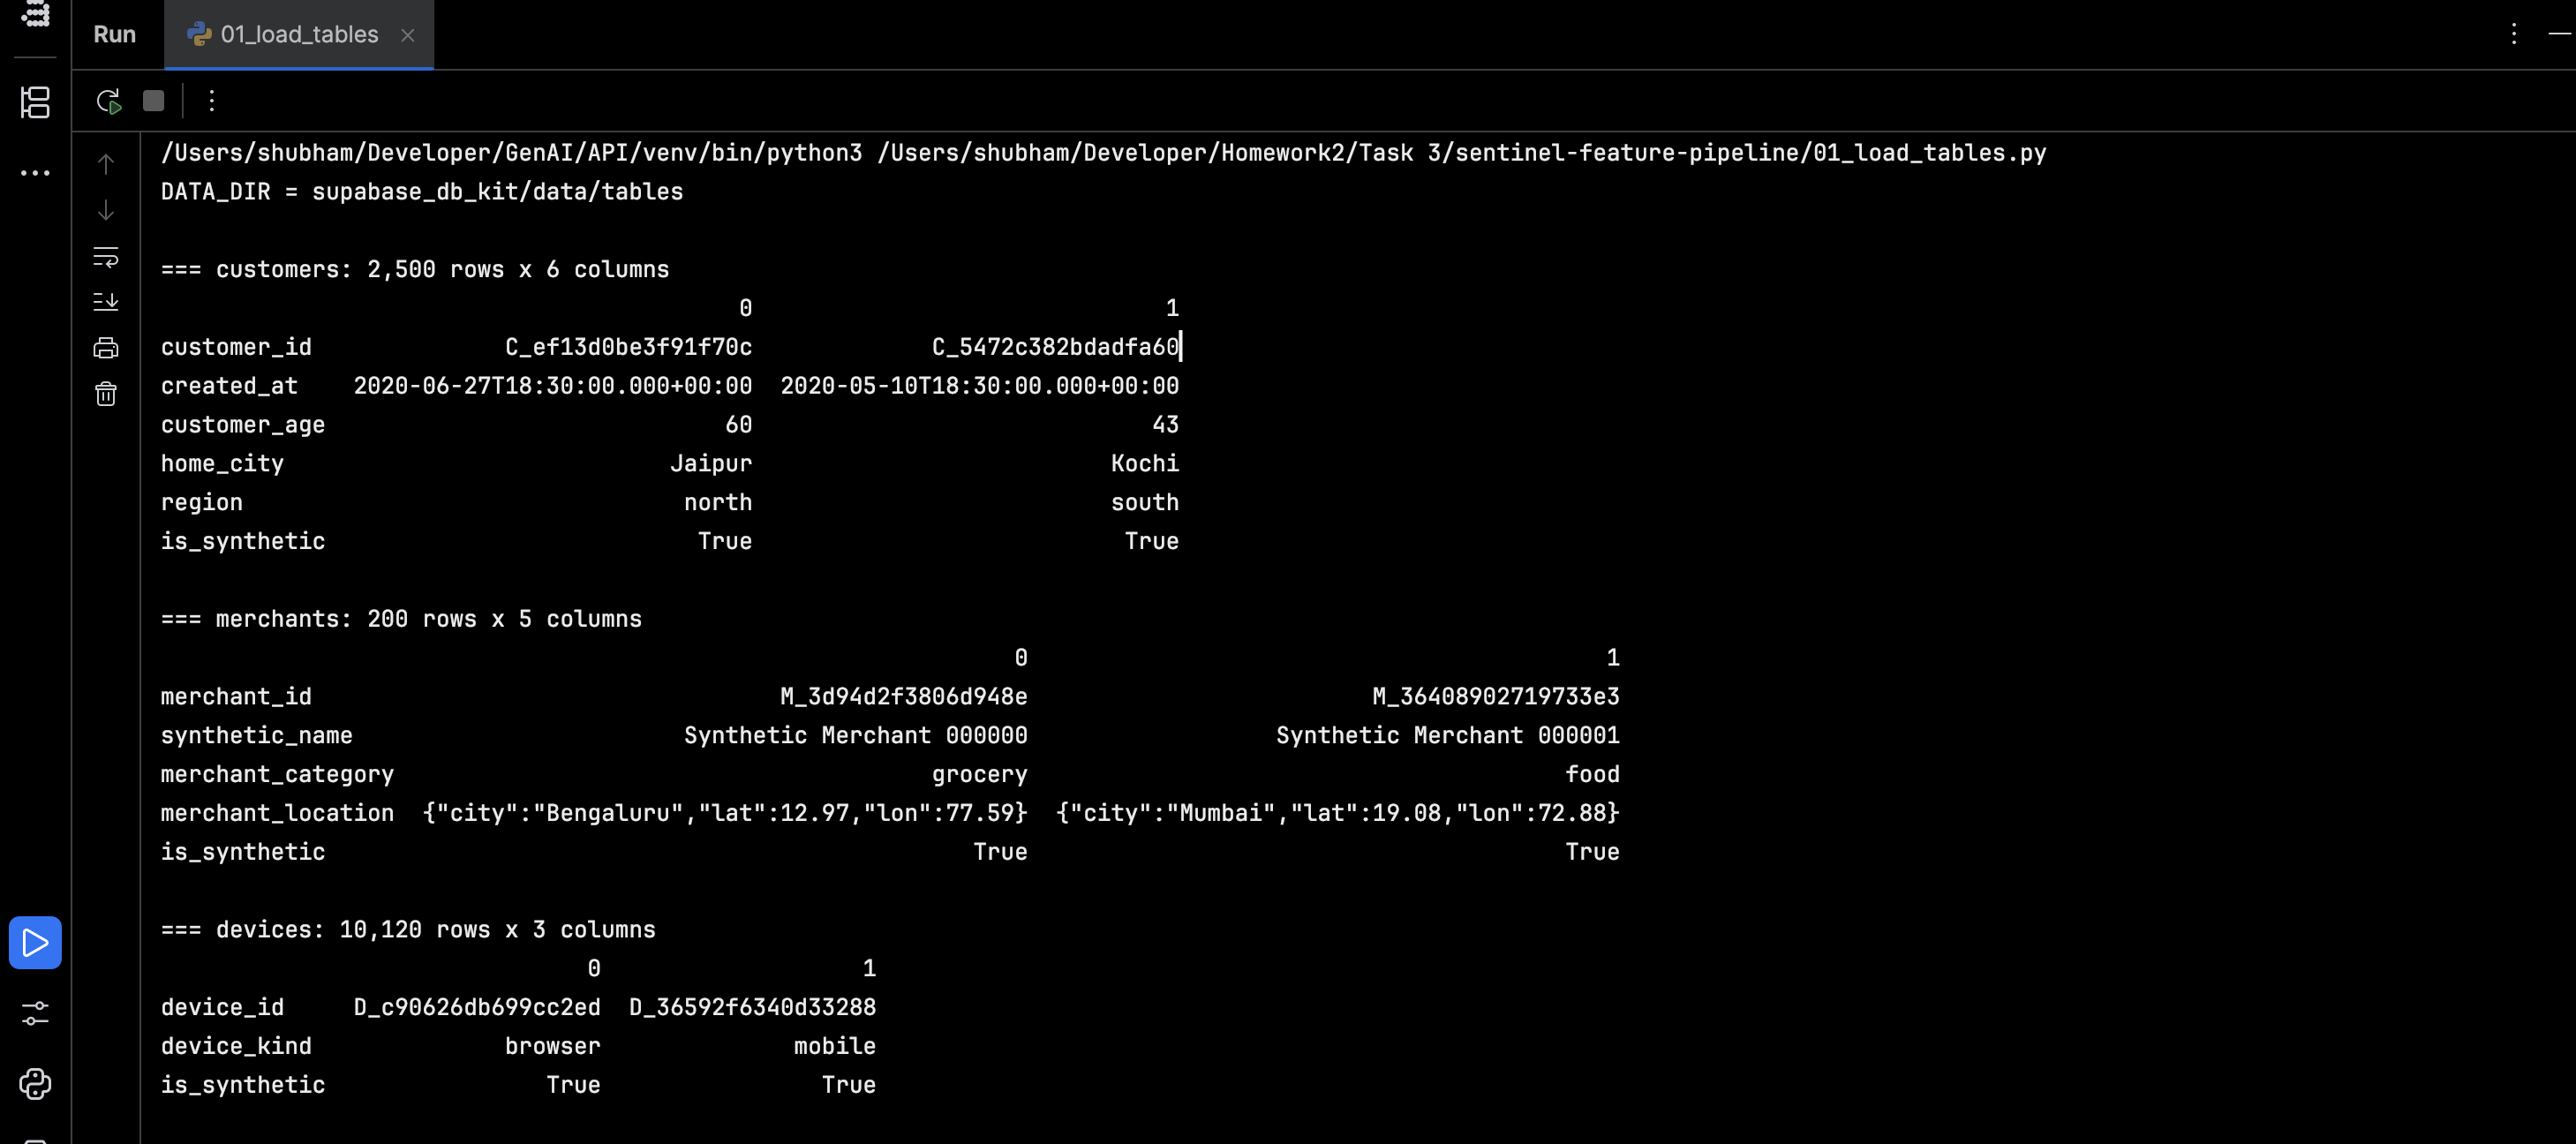 Run 01_load_tables
/Users/shubham/Developer/GenAI/API/venv/bin/python3 /Users/shubham/Developer/Homework2/Task 3/sentinel-feature-pipeline/01_load_tables.py
DATA_DIR = supabase_db_kit/data/tables
=== customers: 2,500 rows x 6 columns
0 1
customer_id C_ef13d0be3f91f70c C_5472c382bdadfa60
created_at 2020-06-27T18:30:00.000+00:00 2020-05-10T18:30:00.000+00:00
customer_age 60 43
home_city Jaipur Kochi
region north south
is_synthetic True True
=== merchants: 200 rows x 5 columns
0 1
merchant_id M_3d94d2f3806d948e M_36408902719733e3
synthetic_name Synthetic Merchant 000000 Synthetic Merchant 000001
merchant_category grocery food
merchant_location {"city":"Bengaluru","lat":12.97,"lon":77.59} {"city":"Mumbai","lat":19.08,"lon":72.88}
is_synthetic True True
=== devices: 10,120 rows x 3 columns
0 1
device_id D_c90626db699cc2ed D_36592f6340d33288
device_kind browser mobile
is_synthetic True True